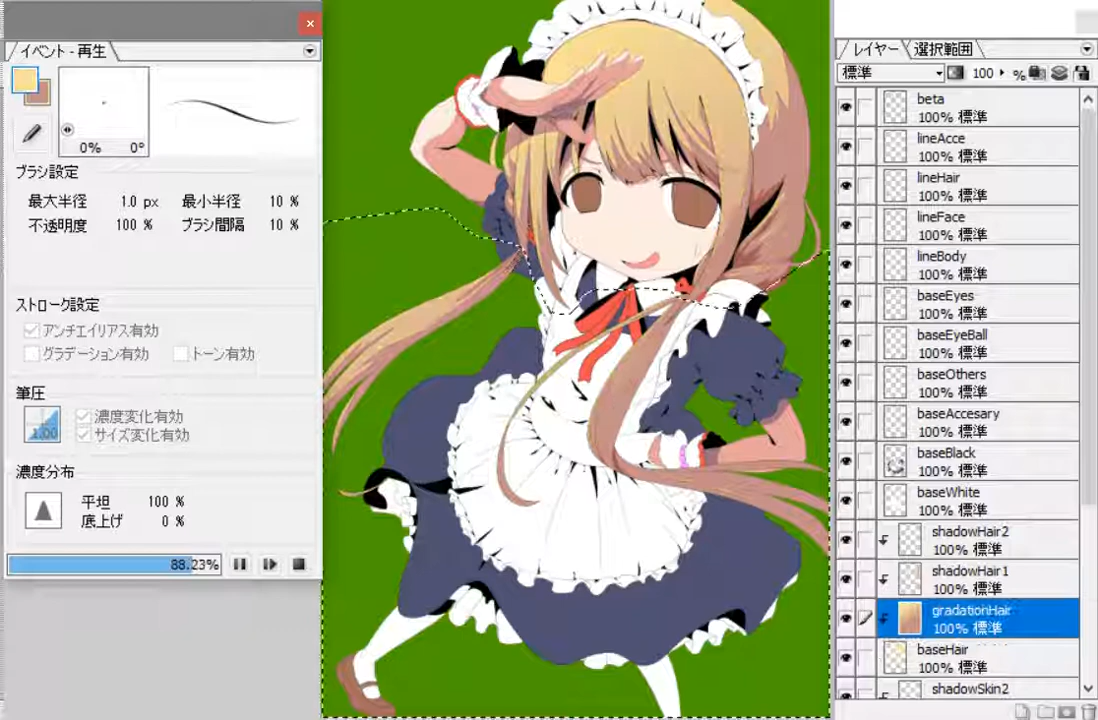 イベント - 再生
0%
0°
ブラシ設定
最大半径 1.0 px 最小半径 10 %
不透明度 100 % ブラシ間隔 10 %
ストローク設定
アンチエイリアス有効
グラデーション有効 トーン有効
筆圧
1.00
濃度変化有効
サイズ変化有効
濃度分布
平坦 100 %
底上げ 0 %
88.23%
レイヤー 選択範囲
標準 100 %
beta
100% 標準
lineAcce
100% 標準
lineHair
100% 標準
lineFace
100% 標準
lineBody
100% 標準
baseEyes
100% 標準
baseEyeBall
100% 標準
baseOthers
100% 標準
baseAccesary
100% 標準
baseBlack
100% 標準
baseWhite
100% 標準
shadowHair2
100% 標準
shadowHair1
100% 標準
gradationHair
100% 標準
baseHair
100% 標準
shadowSkin2